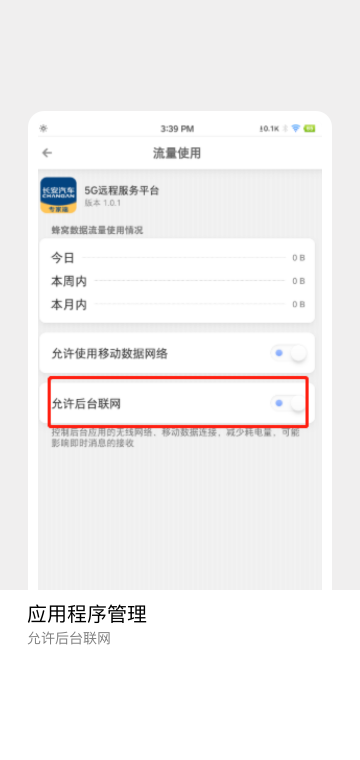 3:39 PM
0.1K
流量使用
长安汽车
CHANGAN
专家端
5G远程服务平台
版本 1.0.1
蜂窝数据流量使用情况
今日 0 B
本周内 0 B
本月内 0 B
允许使用移动数据网络
允许后台联网
控制后台应用的无线网络、移动数据连接，减少耗电量，可能
影响即时消息的接收
应用程序管理
允许后台联网